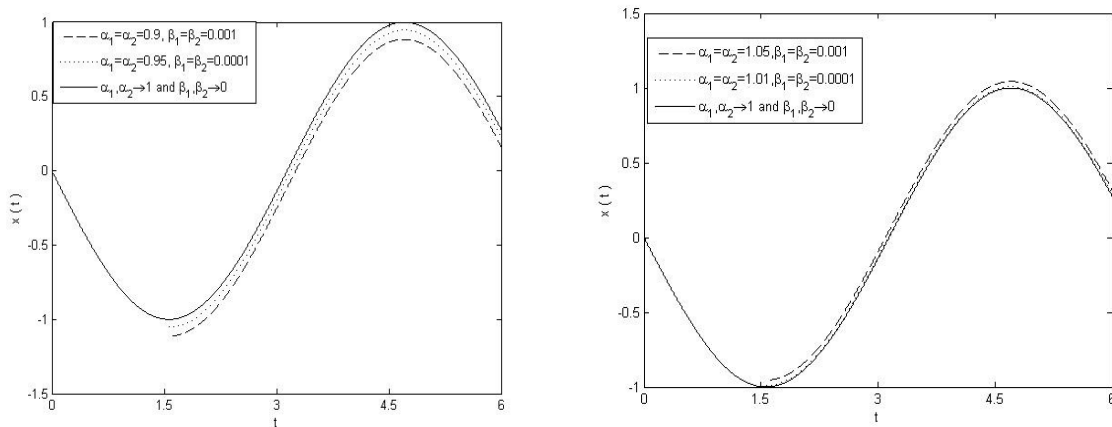 1
0.5
0
-0.5
-1
-1.5
0
1.5
3
4.5
6
x ( t )
t
α₁=α₂=0.9, β₁=β₂=0.001
α₁=α₂=0.95, β₁=β₂=0.0001
α₁,α₂→1 and β₁,β₂→0
1.5
1
0.5
0
-0.5
-1
0
1.5
3
4.5
6
x ( t )
t
α₁=α₂=1.05,β₁=β₂=0.001
α₁=α₂=1.01,β₁=β₂=0.0001
α₁,α₂→1 and β₁,β₂→0